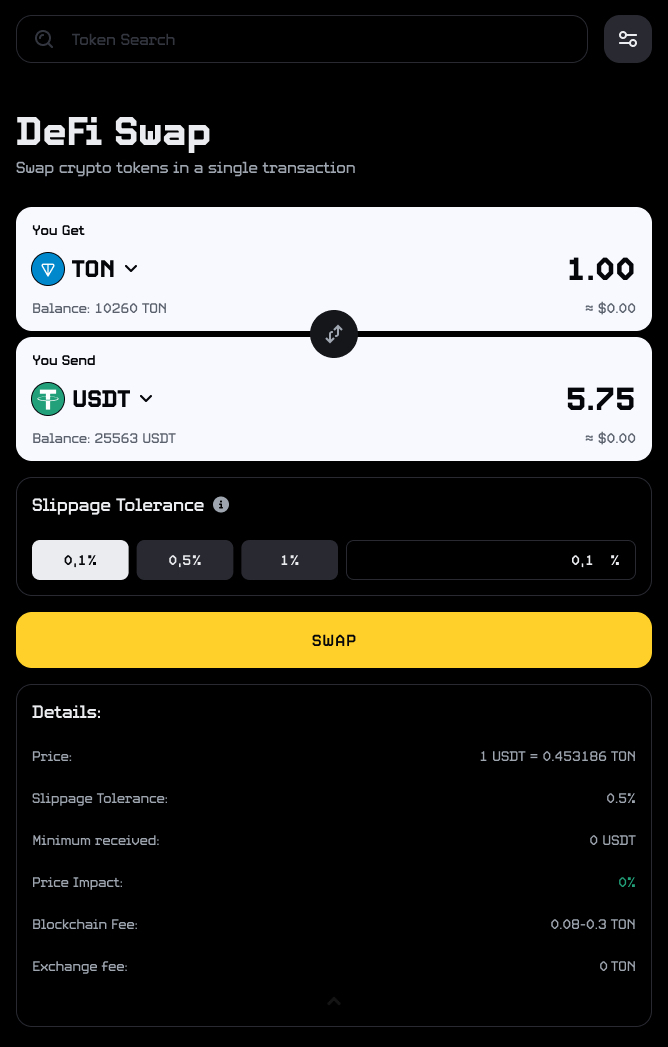 Token Search
DeFi Swap
Swap crypto tokens in a single transaction
You Get
TON 1.00
Balance: 10260 TON ≈ $0.00
You Send
USDT 5.75
Balance: 25563 USDT ≈ $0.00
Slippage Tolerance
0,1% 0,5% 1% 0,1 %
SWAP
Details:
Price: 1 USDT = 0.453186 TON
Slippage Tolerance: 0.5%
Minimum received: 0 USDT
Price Impact: 0%
Blockchain Fee: 0.08-0.3 TON
Exchange fee: 0 TON